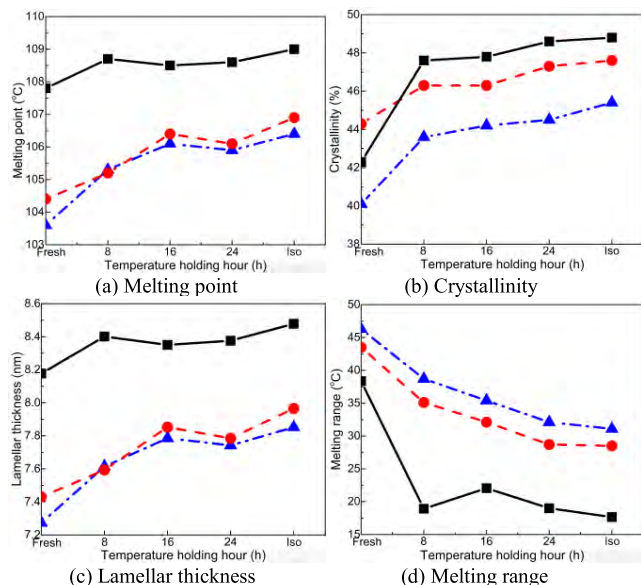 109
108
107
106
105
104
103
Melting point (°C)
Fresh 8 16 24 Iso
Temperature holding hour (h)
(a) Melting point
50
48
46
44
42
40
38
Crystallinity (%)
Fresh 8 16 24 Iso
Temperature holding hour (h)
(b) Crystallinity
8.6
8.4
8.2
8.0
7.8
7.6
7.4
7.2
Lamellar thickness (nm)
Fresh 8 16 24 Iso
Temperature holding hour (h)
(c) Lamellar thickness
50
45
40
35
30
25
20
15
Melting range (°C)
Fresh 8 16 24 Iso
Temperature holding hour (h)
(d) Melting range